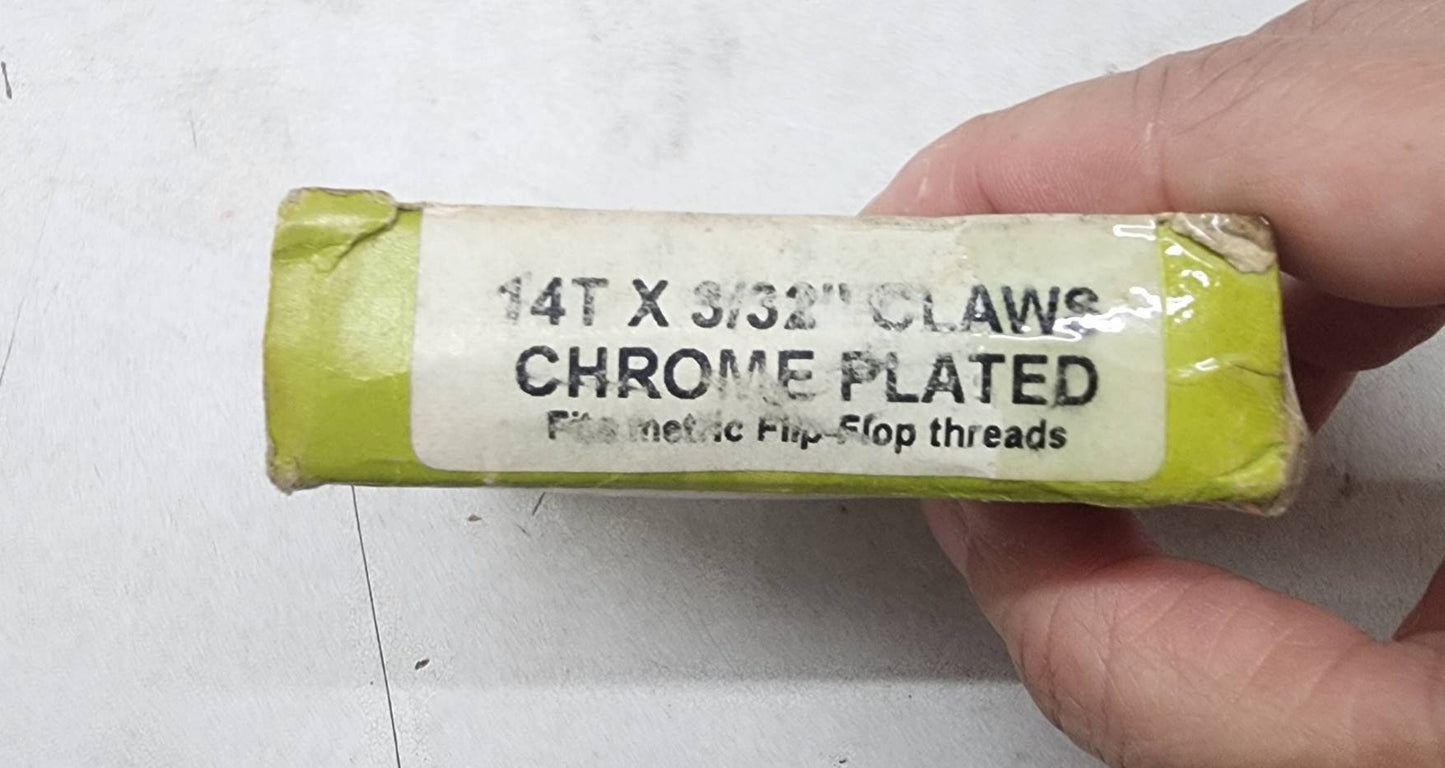 14T X 3/32" CLAWS
CHROME PLATED
Fits metric Flip-Flop threads